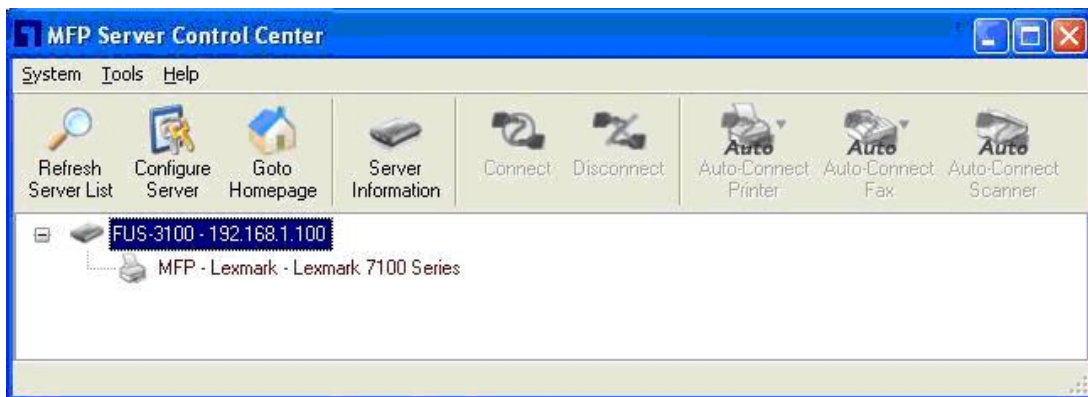 MFP Server Control Center
System Tools Help
Refresh
Server List
Configure
Server
Goto
Homepage
Server
Information
Connect
Disconnect
Auto
Auto-Connect
Printer
Auto
Auto-Connect
Fax
Auto
Auto-Connect
Scanner
FUS-3100 - 192.168.1.100
MFP - Lexmark - Lexmark 7100 Series